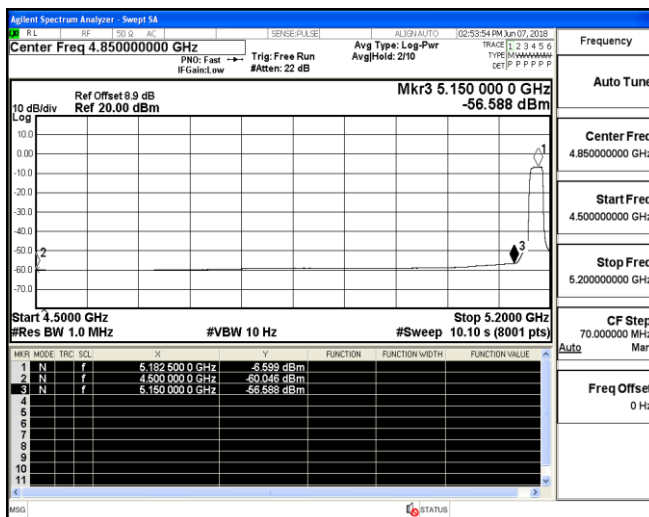 Agilent Spectrum Analyzer - Swept SA
RL RF 50 Ω AC SENSE:PULSE ALIGNAUTO 02:53:54 PM Jun 07, 2018
Center Freq 4.850000000 GHz
PNO: Fast
IFGain:Low
Trig: Free Run
#Atten: 22 dB
Avg Type: Log-Pwr
Avg|Hold: 2/10
TRACE 1 2 3 4 5 6
TYPE MWWWWW
DET P P P P P P
Ref Offset 8.9 dB
10 dB/div Ref 20.00 dBm
Log
Mkr3 5.150 000 0 GHz
-56.588 dBm
10.0
0.00
-10.0
-20.0
-30.0
-40.0
-50.0
-60.0
-70.0
1
2
3
Start 4.5000 GHz Stop 5.2000 GHz
#Res BW 1.0 MHz #VBW 10 Hz #Sweep 10.10 s (8001 pts)
MKR MODE TRC SCL X Y FUNCTION FUNCTION WIDTH FUNCTION VALUE
1 N f 5.182 500 0 GHz -6.599 dBm
2 N f 4.500 000 0 GHz -60.046 dBm
3 N f 5.150 000 0 GHz -56.588 dBm
4
5
6
7
8
9
10
11
MSG STATUS
Frequency
Auto Tune
Center Freq
4.850000000 GHz
Start Freq
4.500000000 GHz
Stop Freq
5.200000000 GHz
CF Step
70.000000 MHz
Auto Man
Freq Offset
0 Hz